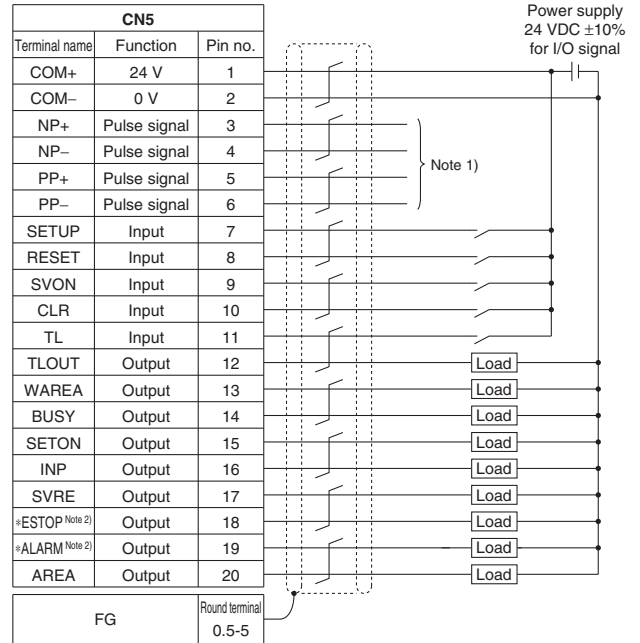 Power supply
24 VDC ±10%
for I/O signal
CN5
Terminal name Function Pin no.
COM+ 24 V 1
COM− 0 V 2
NP+ Pulse signal 3
NP− Pulse signal 4
PP+ Pulse signal 5
PP− Pulse signal 6
Note 1)
SETUP Input 7
RESET Input 8
SVON Input 9
CLR Input 10
TL Input 11
TLOUT Output 12 Load
WAREA Output 13 Load
BUSY Output 14 Load
SETON Output 15 Load
INP Output 16 Load
SVRE Output 17 Load
*ESTOP Note 2) Output 18 Load
*ALARM Note 2) Output 19 Load
AREA Output 20 Load
FG Round terminal
0.5-5